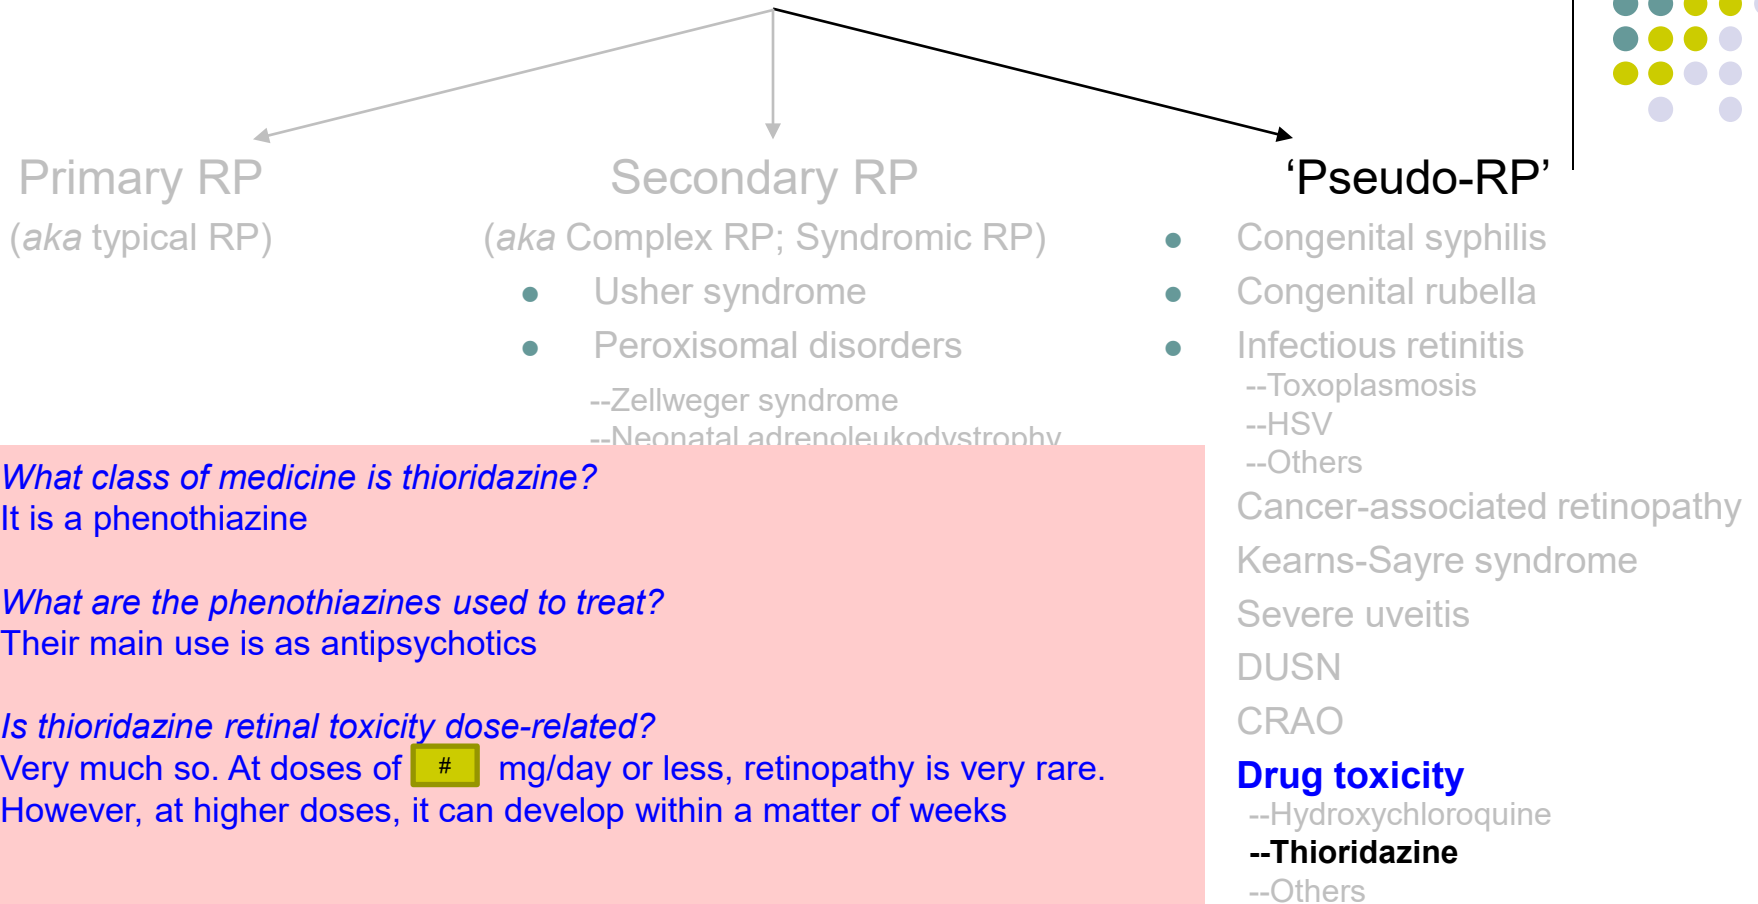 Primary RP
(aka typical RP)
Secondary RP
(aka Complex RP; Syndromic RP)
● Usher syndrome
● Peroxisomal disorders
--Zellweger syndrome
--Neonatal adrenoleukodystrophy
‘Pseudo-RP’
● Congenital syphilis
● Congenital rubella
● Infectious retinitis
--Toxoplasmosis
--HSV
--Others
Cancer-associated retinopathy
Kearns-Sayre syndrome
Severe uveitis
DUSN
CRAO
Drug toxicity
--Hydroxychloroquine
--Thioridazine
--Others
What class of medicine is thioridazine?
It is a phenothiazine
What are the phenothiazines used to treat?
Their main use is as antipsychotics
Is thioridazine retinal toxicity dose-related?
Very much so. At doses of # mg/day or less, retinopathy is very rare.
However, at higher doses, it can develop within a matter of weeks